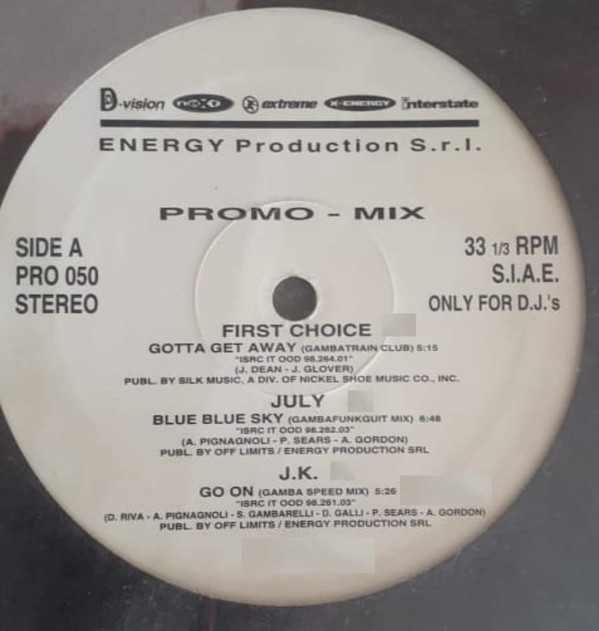 D-vision next extreme X-ENERGY interstate
ENERGY Production S.r.l.
PROMO - MIX
SIDE A
PRO 050
STEREO
33 1/3 RPM
S.I.A.E.
ONLY FOR D.J.'s
FIRST CHOICE
GOTTA GET AWAY (GAMBATRAIN CLUB) 5:15
"ISRC IT OOD 98.264.01"
(J. DEAN - J. GLOVER)
PUBL. BY SILK MUSIC, A DIV. OF NICKEL SHOE MUSIC CO., INC.
JULY
BLUE BLUE SKY (GAMBAFUNKGUIT MIX) 6:48
"ISRC IT OOD 98.262.03"
(A. PIGNAGNOLI - P. SEARS - A. GORDON)
PUBL. BY OFF LIMITS / ENERGY PRODUCTION SRL
J.K.
GO ON (GAMBA SPEED MIX) 5:26
"ISRC IT OOD 98.261.03"
(D. RIVA - A. PIGNAGNOLI - S. GAMBARELLI - D. GALLI - P. SEARS - A. GORDON)
PUBL. BY OFF LIMITS / ENERGY PRODUCTION SRL